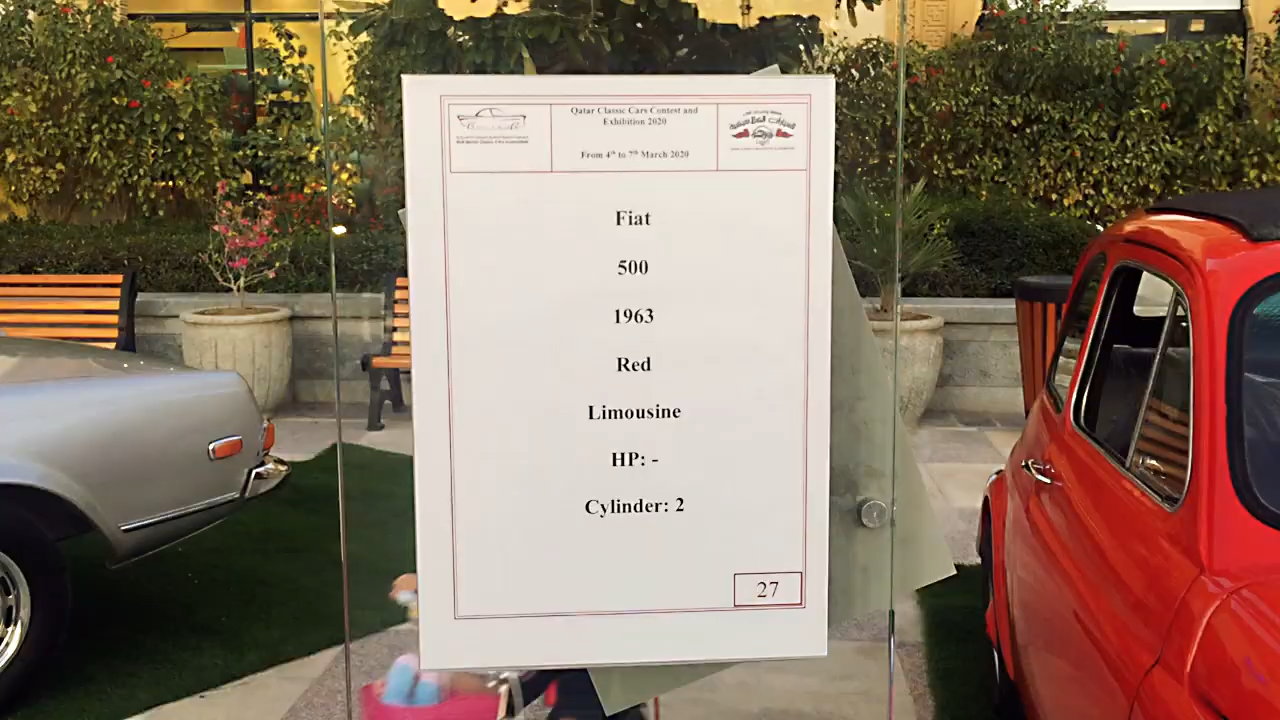 Qatar Classic Cars Contest and
Exhibition 2020
From 4th to 7th March 2020
Fiat
500
1963
Red
Limousine
HP: -
Cylinder: 2
27